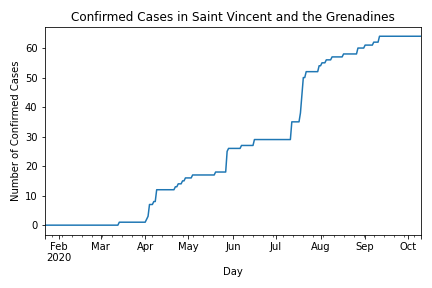 Confirmed Cases in Saint Vincent and the Grenadines
Number of Confirmed Cases
60
50
40
30
20
10
0
Feb Mar Apr May Jun Jul Aug Sep Oct
2020
Day